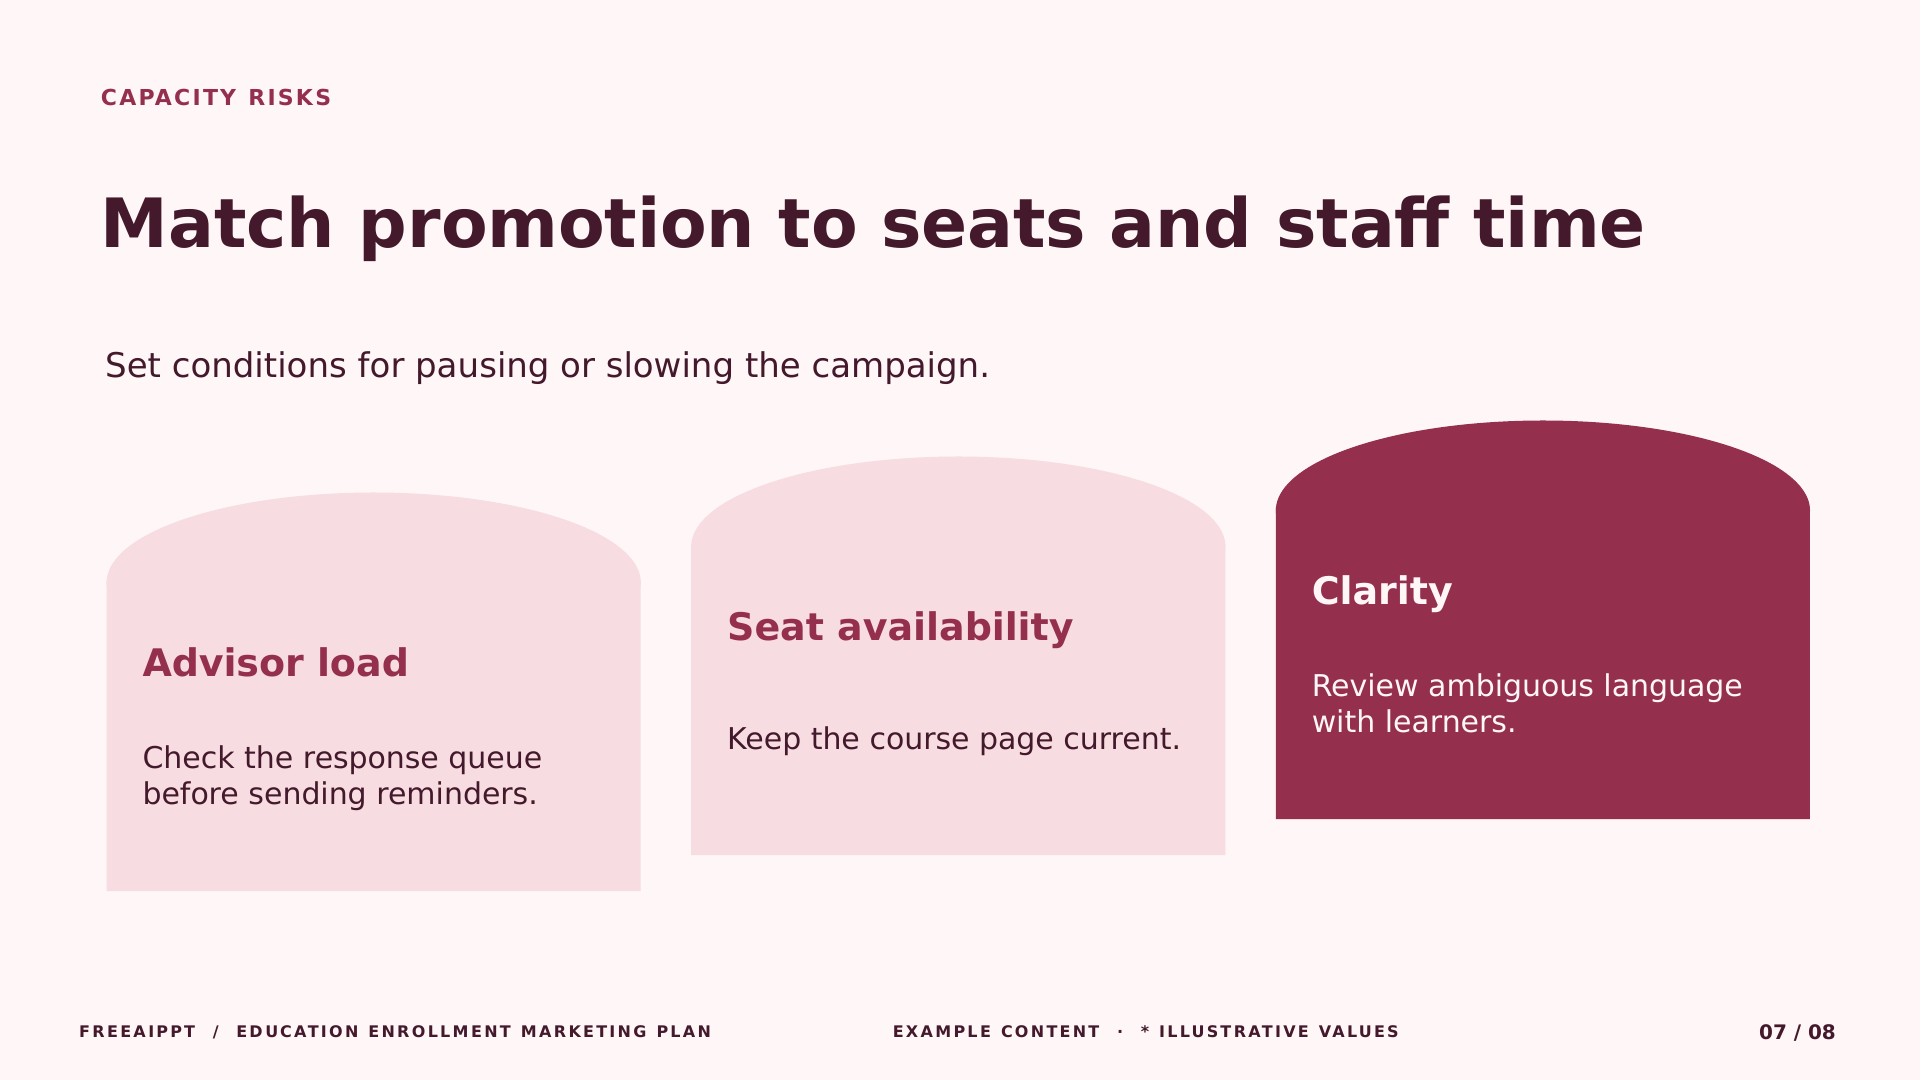 CAPACITY RISKS
Match promotion to seats and staff time
Set conditions for pausing or slowing the campaign.
Advisor load
Check the response queue
before sending reminders.
Seat availability
Keep the course page current.
Clarity
Review ambiguous language
with learners.
FREEAIPPT / EDUCATION ENROLLMENT MARKETING PLAN
EXAMPLE CONTENT · * ILLUSTRATIVE VALUES
07 / 08